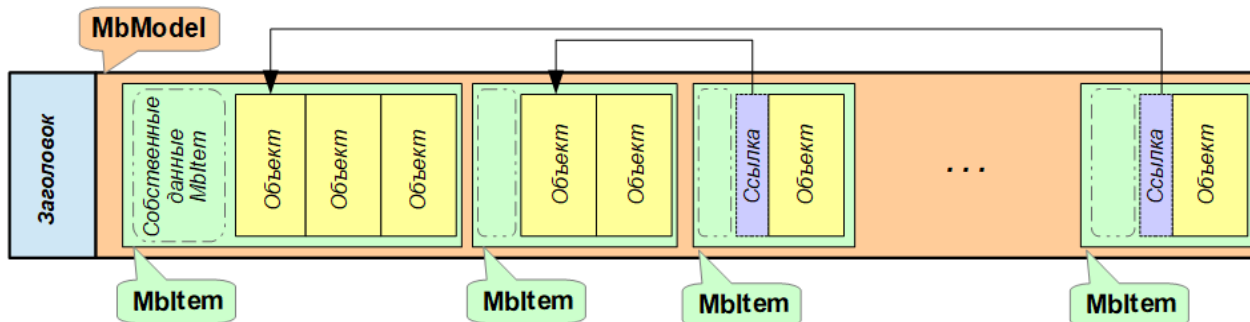 MbModel
Заголовок
Собственные
данные
MbItem
Объект
Объект
Объект
Объект
Объект
Ссылка
Объект
...
Ссылка
Объект
MbItem
MbItem
MbItem
MbItem